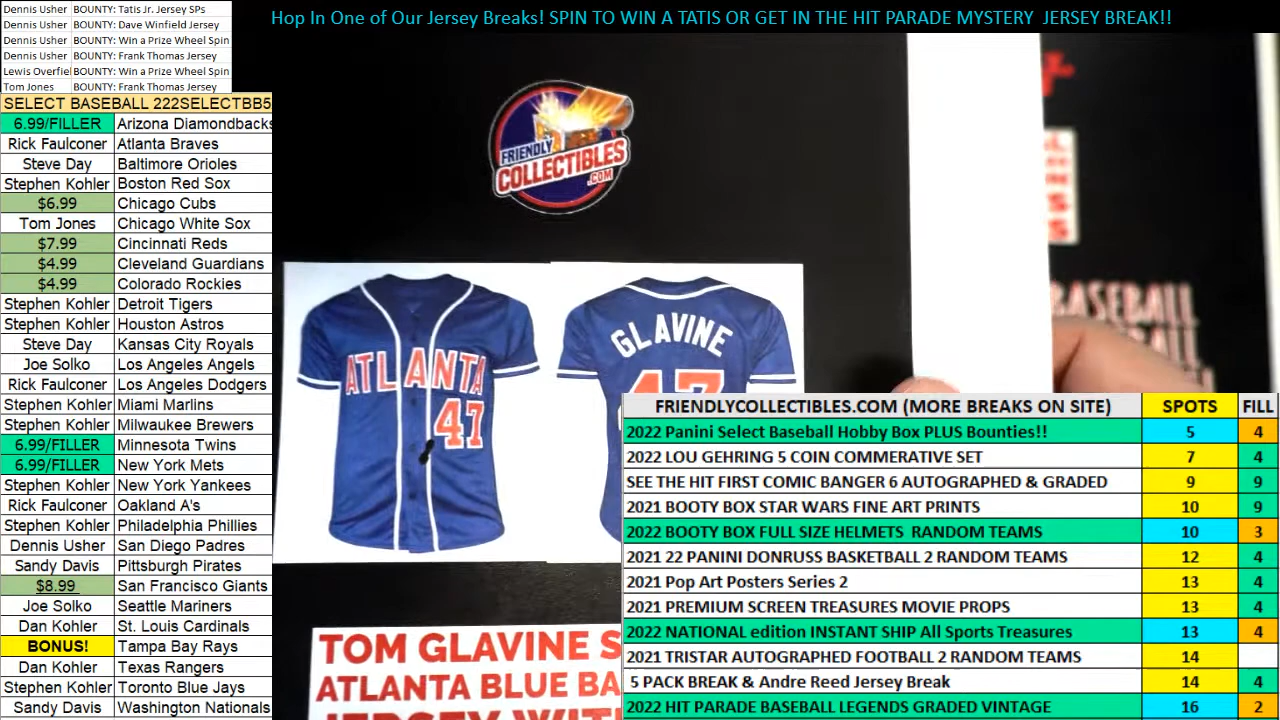 Dennis Usher BOUNTY: Tatis Jr. Jersey SPs
Dennis Usher BOUNTY: Dave Winfield Jersey
Dennis Usher BOUNTY: Win a Prize Wheel Spin
Dennis Usher BOUNTY: Frank Thomas Jersey
Lewis Overfiel BOUNTY: Win a Prize Wheel Spin
Tom Jones BOUNTY: Frank Thomas Jersey
SELECT BASEBALL 222SELECTBB5
6.99/FILLER Arizona Diamondbacks
Rick Faulconer Atlanta Braves
Steve Day Baltimore Orioles
Stephen Kohler Boston Red Sox
$6.99 Chicago Cubs
Tom Jones Chicago White Sox
$7.99 Cincinnati Reds
$4.99 Cleveland Guardians
$4.99 Colorado Rockies
Stephen Kohler Detroit Tigers
Stephen Kohler Houston Astros
Steve Day Kansas City Royals
Joe Solko Los Angeles Angels
Rick Faulconer Los Angeles Dodgers
Stephen Kohler Miami Marlins
Stephen Kohler Milwaukee Brewers
6.99/FILLER Minnesota Twins
6.99/FILLER New York Mets
Stephen Kohler New York Yankees
Rick Faulconer Oakland A's
Stephen Kohler Philadelphia Phillies
Dennis Usher San Diego Padres
Sandy Davis Pittsburgh Pirates
$8.99 San Francisco Giants
Joe Solko Seattle Mariners
Dan Kohler St. Louis Cardinals
BONUS! Tampa Bay Rays
Dan Kohler Texas Rangers
Stephen Kohler Toronto Blue Jays
Sandy Davis Washington Nationals
Hop In One of Our Jersey Breaks! SPIN TO WIN A TATIS OR GET IN THE HIT PARADE MYSTERY JERSEY BREAK!!
FRIENDLY
COLLECTIBLES
.COM
ATLANTA
47
GLAVINE
47
TOM GLAVINE S
ATLANTA BLUE BA
JERSEY WIT
BASEBALL
FRIENDLYCOLLECTIBLES.COM (MORE BREAKS ON SITE) SPOTS FILL
2022 Panini Select Baseball Hobby Box PLUS Bounties!! 5 4
2022 LOU GEHRING 5 COIN COMMERATIVE SET 7 4
SEE THE HIT FIRST COMIC BANGER 6 AUTOGRAPHED & GRADED 9 9
2021 BOOTY BOX STAR WARS FINE ART PRINTS 10 9
2022 BOOTY BOX FULL SIZE HELMETS RANDOM TEAMS 10 3
2021 22 PANINI DONRUSS BASKETBALL 2 RANDOM TEAMS 12 4
2021 Pop Art Posters Series 2 13 4
2021 PREMIUM SCREEN TREASURES MOVIE PROPS 13 4
2022 NATIONAL edition INSTANT SHIP All Sports Treasures 13 4
2021 TRISTAR AUTOGRAPHED FOOTBALL 2 RANDOM TEAMS 14
5 PACK BREAK & Andre Reed Jersey Break 14 4
2022 HIT PARADE BASEBALL LEGENDS GRADED VINTAGE 16 2